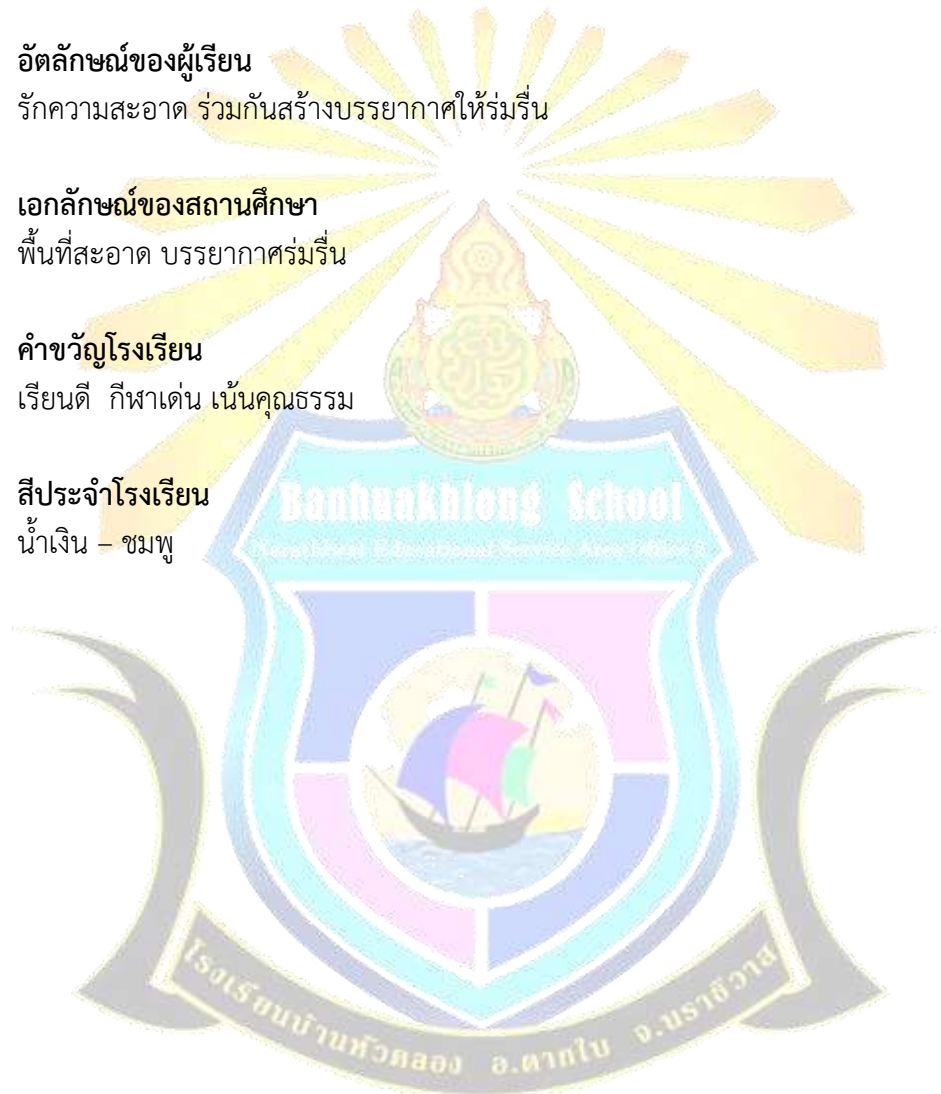 อัตลักษณ์ของผู้เรียน
รักความสะอาด ร่วมกันสร้างบรรยากาศให้ร่มรื่น
เอกลักษณ์ของสถานศึกษา
พื้นที่สะอาด บรรยากาศร่มรื่น
คำขวัญโรงเรียน
เรียนดี กีฬาเด่น เน้นคุณธรรม
สีประจำโรงเรียน
น้ำเงิน – ชมพู
Banhuakhlong School
Narathiwat Educational Service Area Office 2
โรงเรียนบ้านหัวคลอง อ.ตากใบ จ.นราธิวาส